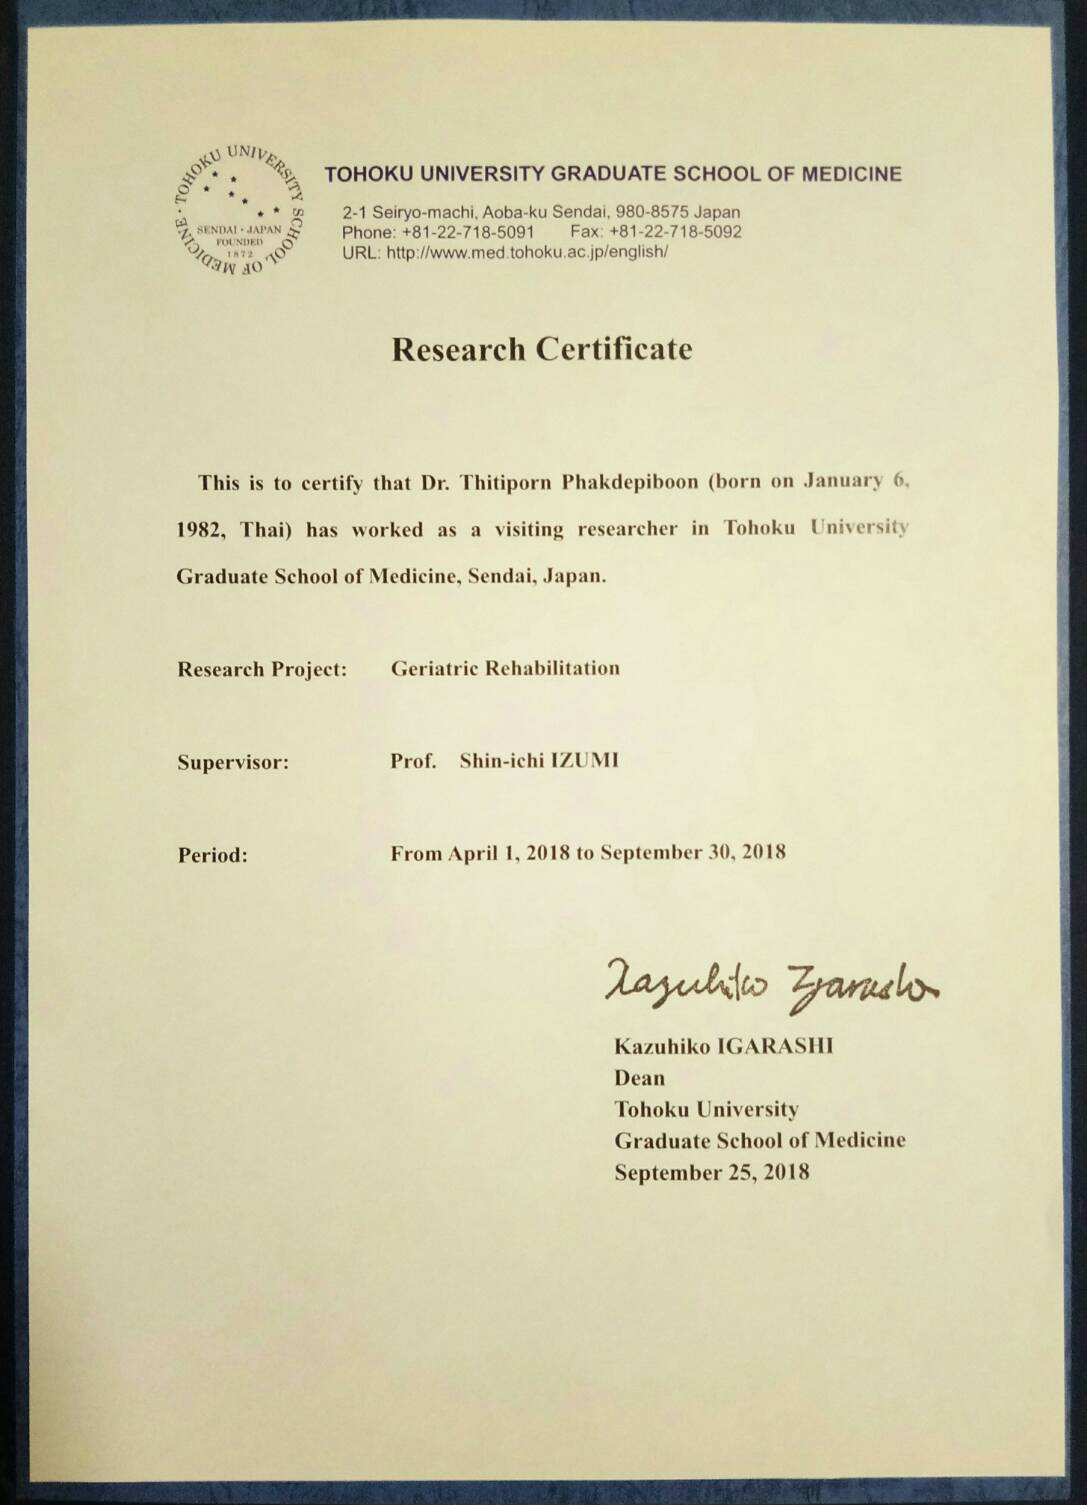 TOHOKU UNIVERSITY SCHOOL OF MEDICINE
SENDAI · JAPAN
FOUNDED
1872
TOHOKU UNIVERSITY GRADUATE SCHOOL OF MEDICINE
2-1 Seiryo-machi, Aoba-ku Sendai, 980-8575 Japan
Phone: +81-22-718-5091 Fax: +81-22-718-5092
URL: http://www.med.tohoku.ac.jp/english/
Research Certificate
This is to certify that Dr. Thitiporn Phakdepiboon (born on January 6,
1982, Thai) has worked as a visiting researcher in Tohoku University
Graduate School of Medicine, Sendai, Japan.
Research Project: Geriatric Rehabilitation
Supervisor: Prof. Shin-ichi IZUMI
Period: From April 1, 2018 to September 30, 2018
Kazuhiko Igarashi
Kazuhiko IGARASHI
Dean
Tohoku University
Graduate School of Medicine
September 25, 2018